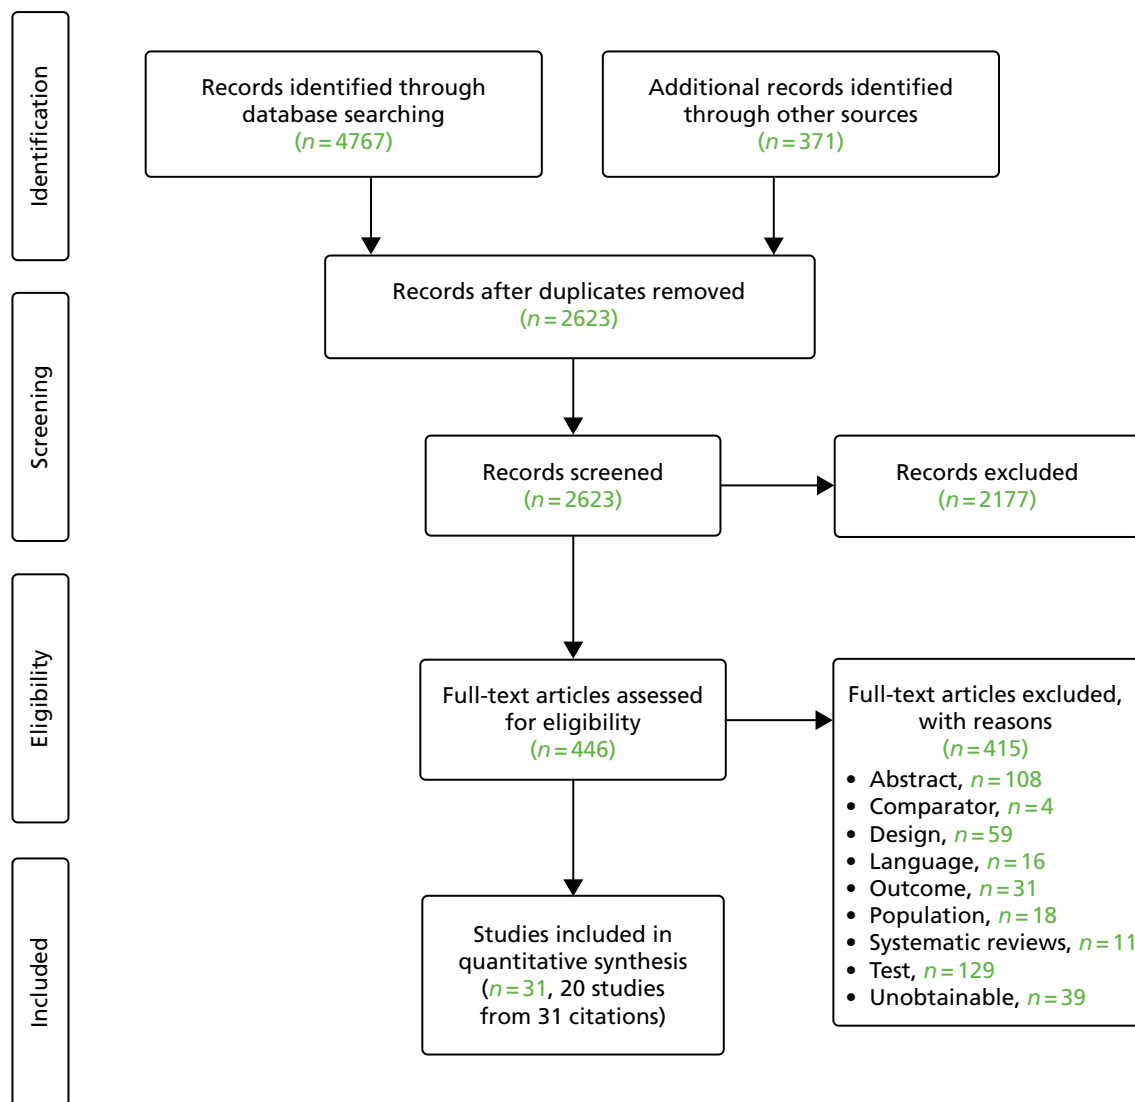 Identification
Records identified through
database searching
(n = 4767)
Additional records identified
through other sources
(n = 371)
Records after duplicates removed
(n = 2623)
Screening
Records screened
(n = 2623)
Records excluded
(n = 2177)
Eligibility
Full-text articles assessed
for eligibility
(n = 446)
Full-text articles excluded,
with reasons
(n = 415)
• Abstract, n = 108
• Comparator, n = 4
• Design, n = 59
• Language, n = 16
• Outcome, n = 31
• Population, n = 18
• Systematic reviews, n = 11
• Test, n = 129
• Unobtainable, n = 39
Included
Studies included in
quantitative synthesis
(n = 31, 20 studies
from 31 citations)